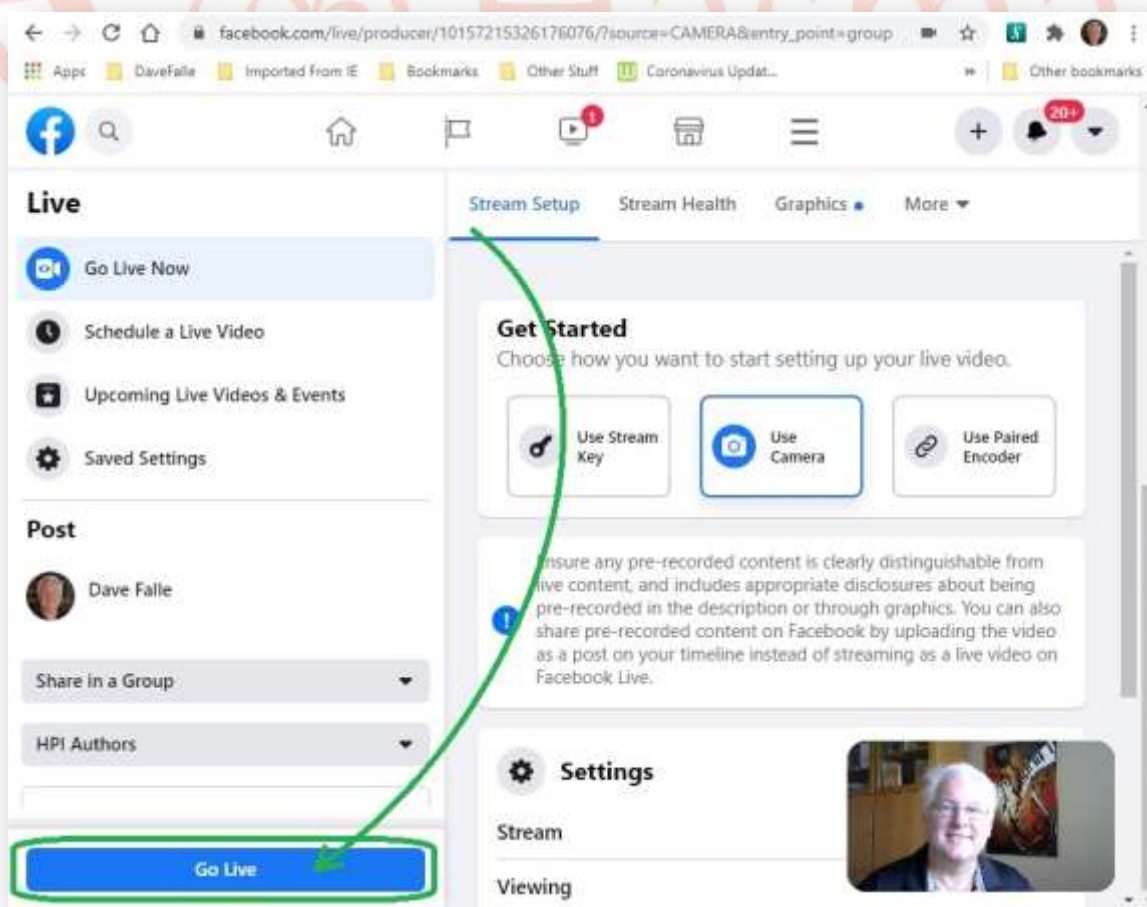 facebook.com/live/producer/10157215326176076/?source=CAMERA&entry_point=group
Apps DaveFalle Imported From IE Bookmarks Other Stuff Coronavirus Updat... Other bookmarks
1
20+
Live
Go Live Now
Schedule a Live Video
Upcoming Live Videos & Events
Saved Settings
Post
Dave Falle
Share in a Group
HPI Authors
Go Live
Stream Setup Stream Health Graphics More
Get Started
Choose how you want to start setting up your live video.
Use Stream
Key
Use
Camera
Use Paired
Encoder
Ensure any pre-recorded content is clearly distinguishable from
live content, and includes appropriate disclosures about being
pre-recorded in the description or through graphics. You can also
share pre-recorded content on Facebook by uploading the video
as a post on your timeline instead of streaming as a live video on
Facebook Live.
Settings
Stream
Viewing